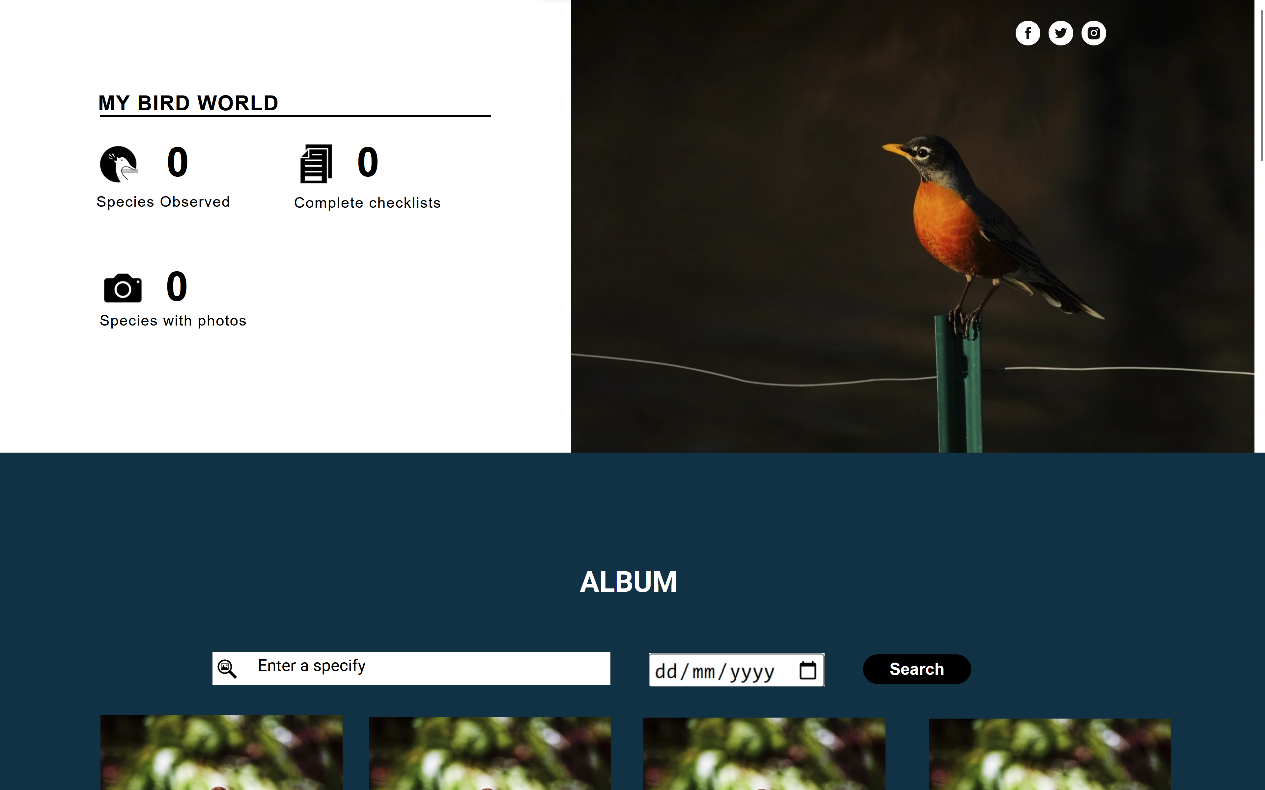 MY BIRD WORLD
0
0
Species Observed
Complete checklists
0
Species with photos
ALBUM
Enter a specify
dd/mm/yyyy
Search